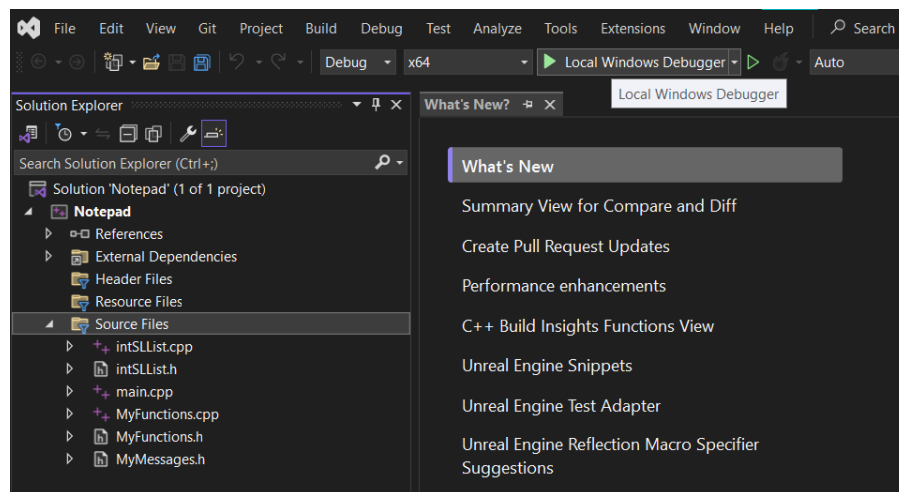 File Edit View Git Project Build Debug Test Analyze Tools Extensions Window Help Search
Debug x64 Local Windows Debugger Auto
Local Windows Debugger
Solution Explorer
What's New?
Search Solution Explorer (Ctrl+;)
Solution 'Notepad' (1 of 1 project)
Notepad
References
External Dependencies
Header Files
Resource Files
Source Files
intSLList.cpp
intSLList.h
main.cpp
MyFunctions.cpp
MyFunctions.h
MyMessages.h
What's New
Summary View for Compare and Diff
Create Pull Request Updates
Performance enhancements
C++ Build Insights Functions View
Unreal Engine Snippets
Unreal Engine Test Adapter
Unreal Engine Reflection Macro Specifier
Suggestions